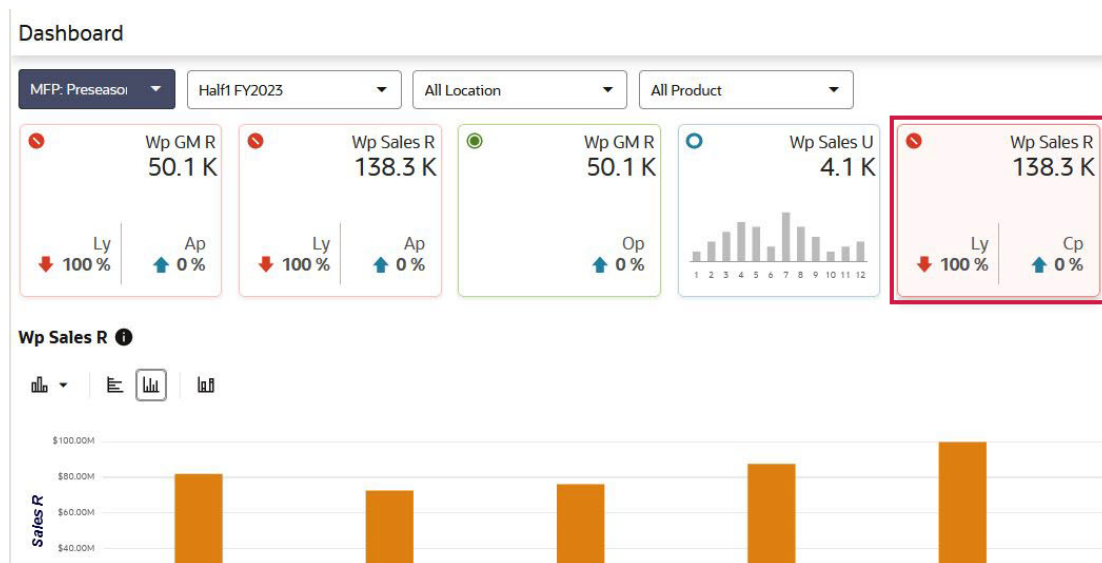 Dashboard
MFP: Preseaso
Half1 FY2023
All Location
All Product
Wp GM R
50.1 K
Ly
100 %
Ap
0 %
Wp Sales R
138.3 K
Ly
100 %
Ap
0 %
Wp GM R
50.1 K
Op
0 %
Wp Sales U
4.1 K
1 2 3 4 5 6 7 8 9 10 11 12
Wp Sales R
138.3 K
Ly
100 %
Cp
0 %
Wp Sales R
$100.00M
$80.00M
$60.00M
$40.00M
Sales R